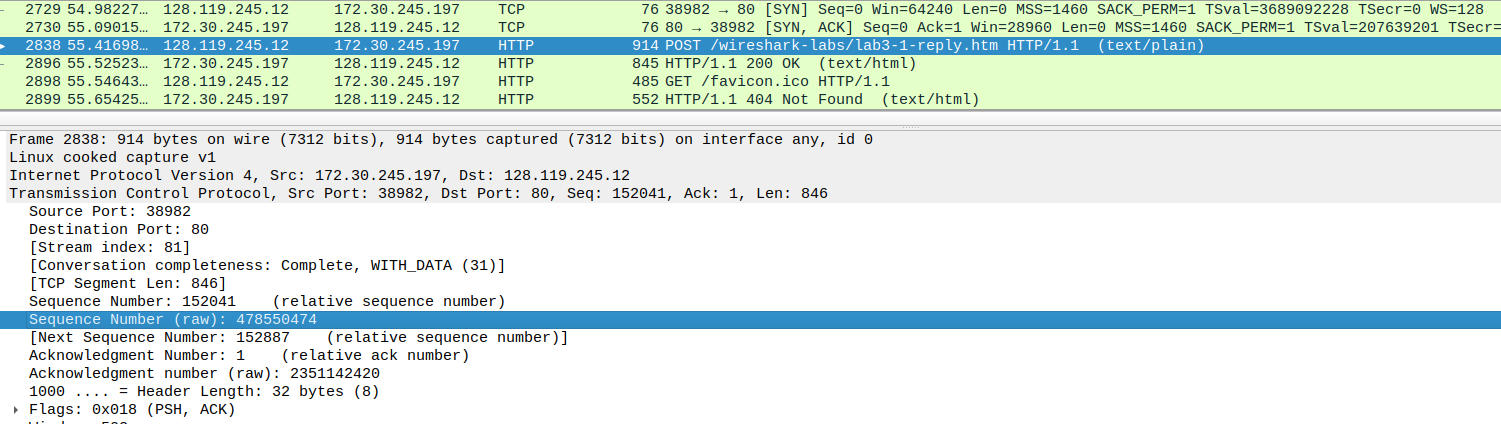 2729 54.98227… 128.119.245.12 172.30.245.197 TCP 76 38982 → 80 [SYN] Seq=0 Win=64240 Len=0 MSS=1460 SACK_PERM=1 TSval=3689092228 TSecr=0 WS=128
2730 55.09015… 172.30.245.197 128.119.245.12 TCP 76 80 → 38982 [SYN, ACK] Seq=0 Ack=1 Win=28960 Len=0 MSS=1460 SACK_PERM=1 TSval=207639201 TSecr=
2838 55.41698… 128.119.245.12 172.30.245.197 HTTP 914 POST /wireshark-labs/lab3-1-reply.htm HTTP/1.1 (text/plain)
2896 55.52523… 172.30.245.197 128.119.245.12 HTTP 845 HTTP/1.1 200 OK (text/html)
2898 55.54643… 128.119.245.12 172.30.245.197 HTTP 485 GET /favicon.ico HTTP/1.1
2899 55.65425… 172.30.245.197 128.119.245.12 HTTP 552 HTTP/1.1 404 Not Found (text/html)
Frame 2838: 914 bytes on wire (7312 bits), 914 bytes captured (7312 bits) on interface any, id 0
Linux cooked capture v1
Internet Protocol Version 4, Src: 172.30.245.197, Dst: 128.119.245.12
Transmission Control Protocol, Src Port: 38982, Dst Port: 80, Seq: 152041, Ack: 1, Len: 846
Source Port: 38982
Destination Port: 80
[Stream index: 81]
[Conversation completeness: Complete, WITH_DATA (31)]
[TCP Segment Len: 846]
Sequence Number: 152041 (relative sequence number)
Sequence Number (raw): 478550474
[Next Sequence Number: 152887 (relative sequence number)]
Acknowledgment Number: 1 (relative ack number)
Acknowledgment number (raw): 2351142420
1000 .... = Header Length: 32 bytes (8)
Flags: 0x018 (PSH, ACK)